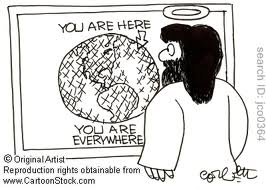 YOU ARE HERE
YOU ARE
EVERYWHERE
search ID: jco0364
© Original Artist
Reproduction rights obtainable from
www.CartoonStock.com